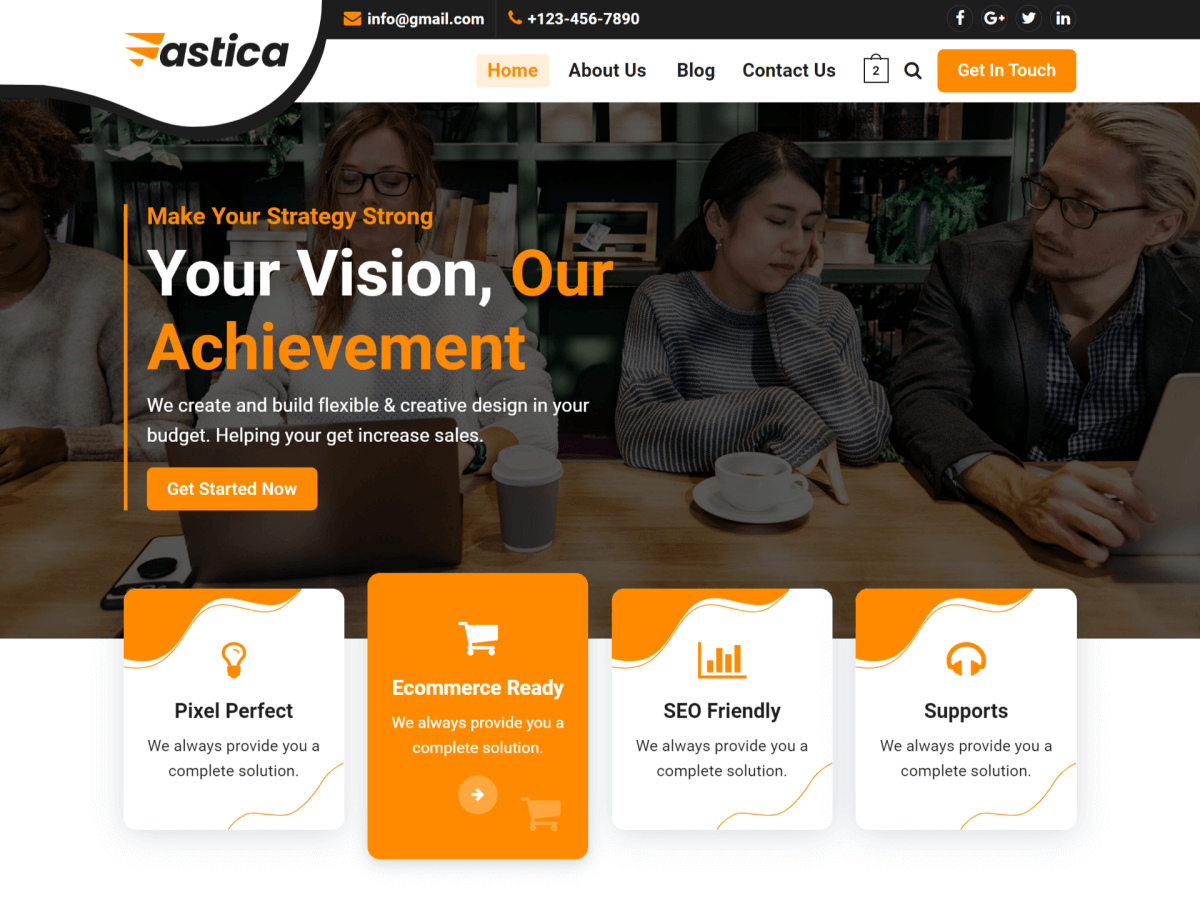 info@gmail.com
+123-456-7890
G+
astica
Home
About Us
Blog
Contact Us
2
Get In Touch
Make Your Strategy Strong
Your Vision, Our
Achievement
We create and build flexible & creative design in your
budget. Helping your get increase sales.
Get Started Now
Pixel Perfect
We always provide you a
complete solution.
Ecommerce Ready
We always provide you a
complete solution.
SEO Friendly
We always provide you a
complete solution.
Supports
We always provide you a
complete solution.